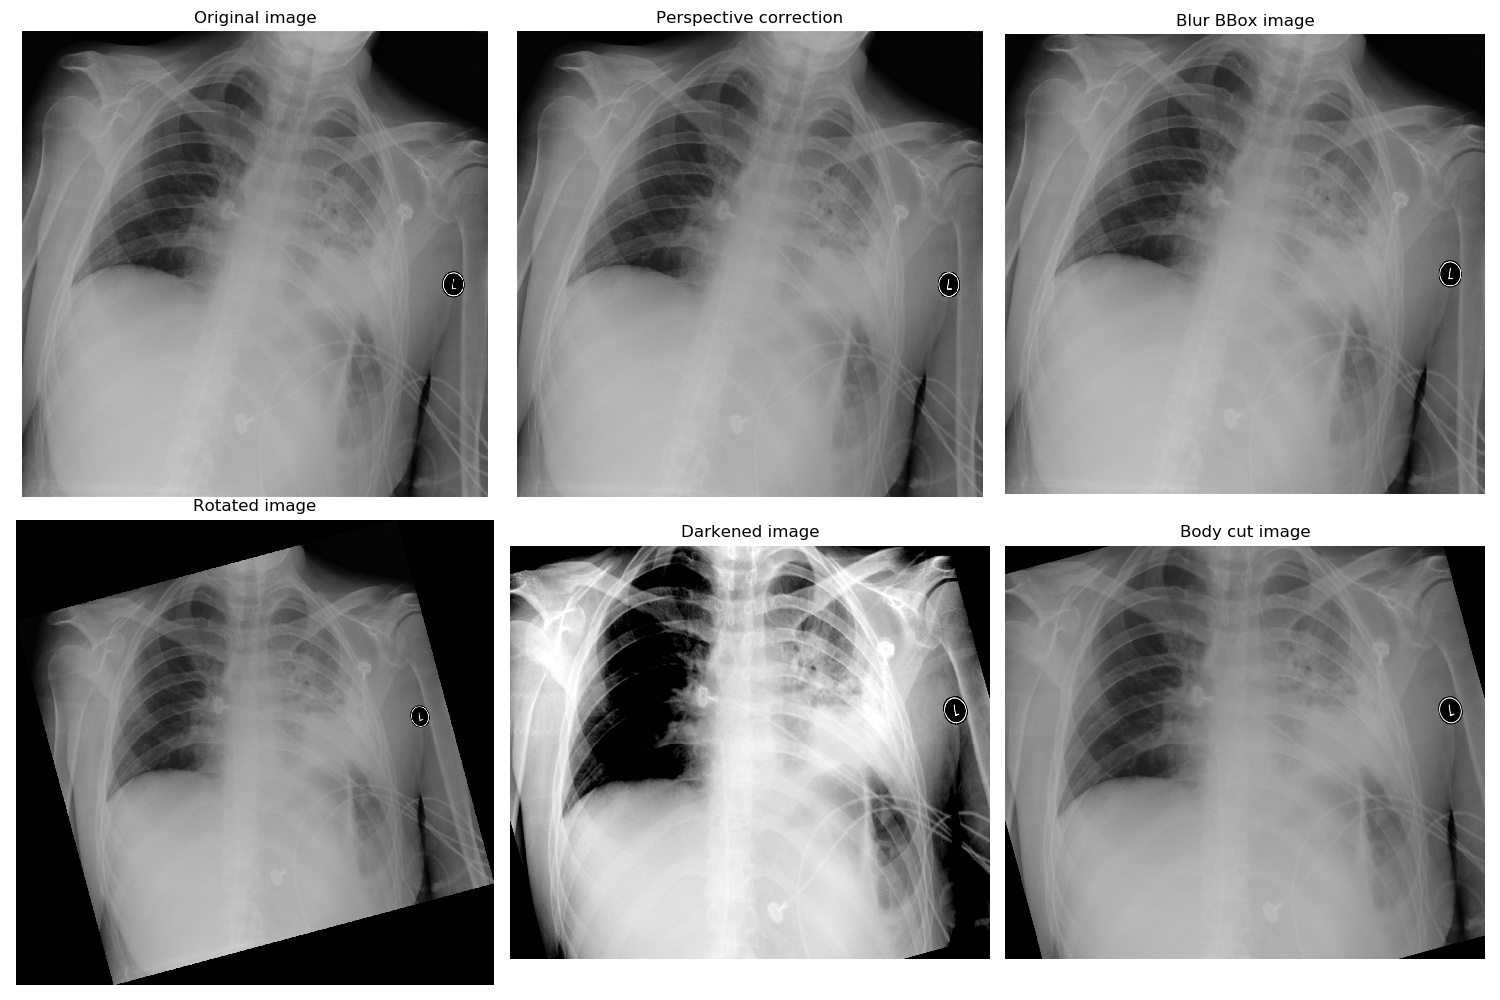 Original image
Perspective correction
Blur BBox image
L
L
L
Rotated image
Darkened image
Body cut image
L
L
L